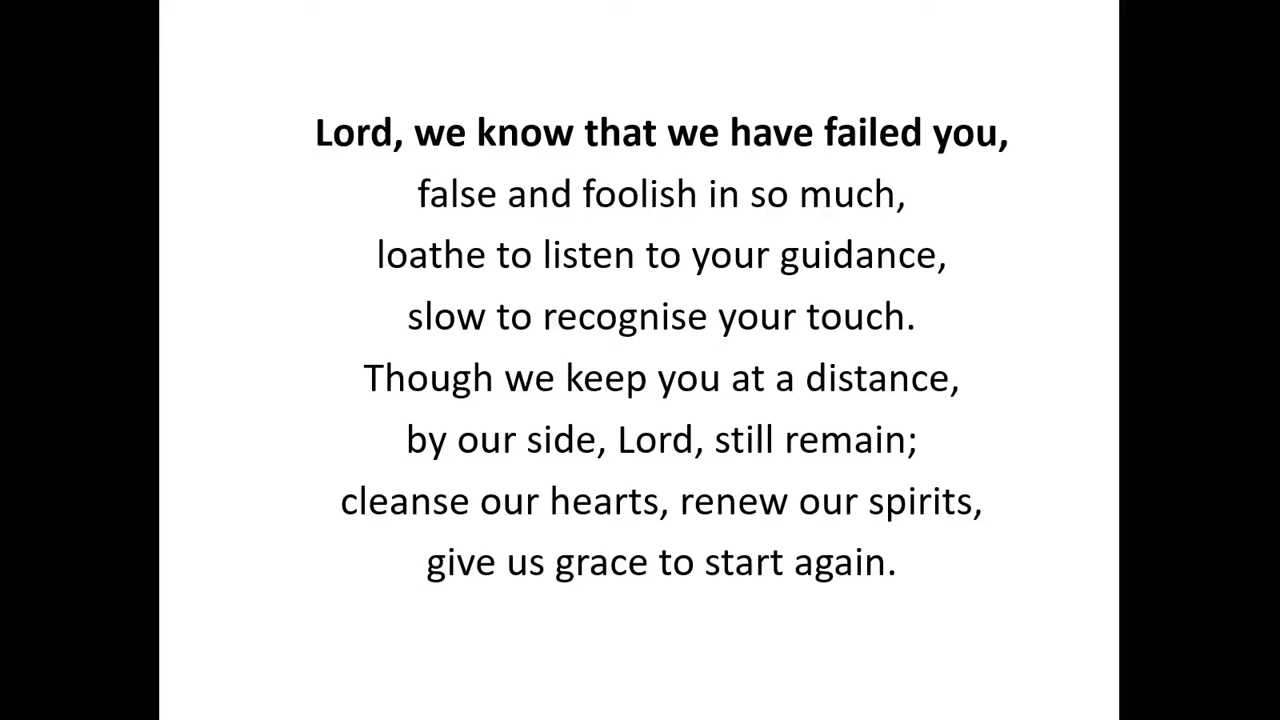 Lord, we know that we have failed you,
false and foolish in so much,
loathe to listen to your guidance,
slow to recognise your touch.
Though we keep you at a distance,
by our side, Lord, still remain;
cleanse our hearts, renew our spirits,
give us grace to start again.